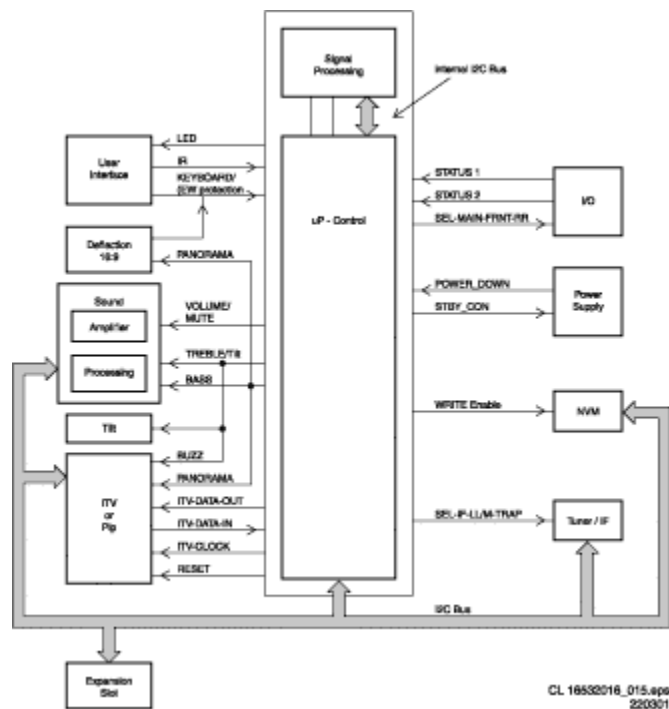 Signal
Processing
Internal I2C Bus
LED
User
Interface
IR
KEYBOARD/
(EW protection
STATUS 1
STATUS 2
I/O
uP - Control
SEL-MAIN-FRNT-RR
Deflection
16:9
PANORAMA
POWER_DOWN
Power
Supply
STBY_CON
Sound
Amplifier
VOLUME/
MUTE
Processing
TREBLE/Tilt
BASS
WRITE Enable
NVM
Tilt
BUZZ
PANORAMA
ITV
or
Pip
ITV-DATA-OUT
ITV-DATA-IN
ITV-CLOCK
RESET
SEL-IF-LL/M-TRAP
Tuner / IF
I2C Bus
Expansion
Slot
CL 16532016_015.eps
220301